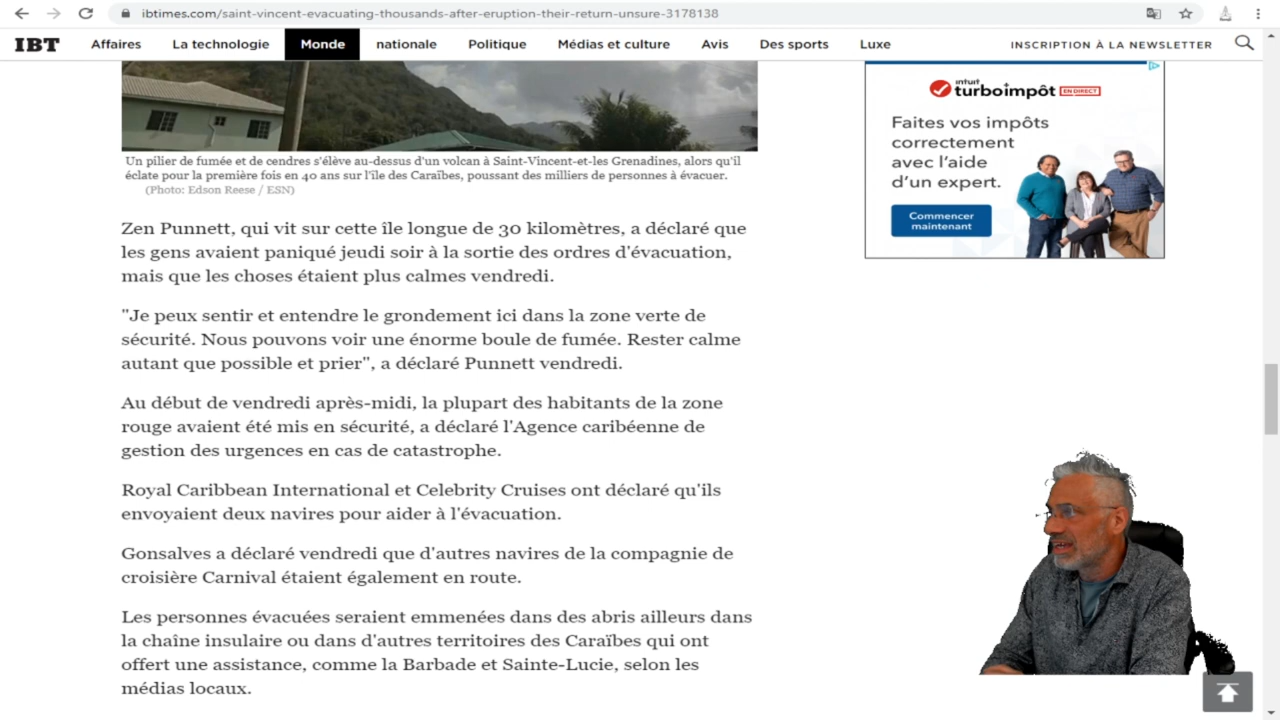 ibtimes.com/saint-vincent-evacuating-thousands-after-eruption-their-return-unsure-3178138
IBT
Affaires
La technologie
Monde
nationale
Politique
Médias et culture
Avis
Des sports
Luxe
INSCRIPTION À LA NEWSLETTER
Un pilier de fumée et de cendres s'élève au-dessus d'un volcan à Saint-Vincent-et-les Grenadines, alors qu'il
éclate pour la première fois en 40 ans sur l'île des Caraïbes, poussant des milliers de personnes à évacuer.
(Photo: Edson Reese / ESN)
Zen Punnett, qui vit sur cette île longue de 30 kilomètres, a déclaré que
les gens avaient paniqué jeudi soir à la sortie des ordres d'évacuation,
mais que les choses étaient plus calmes vendredi.
"Je peux sentir et entendre le grondement ici dans la zone verte de
sécurité. Nous pouvons voir une énorme boule de fumée. Rester calme
autant que possible et prier", a déclaré Punnett vendredi.
Au début de vendredi après-midi, la plupart des habitants de la zone
rouge avaient été mis en sécurité, a déclaré l'Agence caribéenne de
gestion des urgences en cas de catastrophe.
Royal Caribbean International et Celebrity Cruises ont déclaré qu'ils
envoyaient deux navires pour aider à l'évacuation.
Gonsalves a déclaré vendredi que d'autres navires de la compagnie de
croisière Carnival étaient également en route.
Les personnes évacuées seraient emmenées dans des abris ailleurs dans
la chaîne insulaire ou dans d'autres territoires des Caraïbes qui ont
offert une assistance, comme la Barbade et Sainte-Lucie, selon les
médias locaux.
intuit
turboimpôt EN DIRECT
Faites vos impôts
correctement
avec l'aide
d'un expert.
Commencer
maintenant